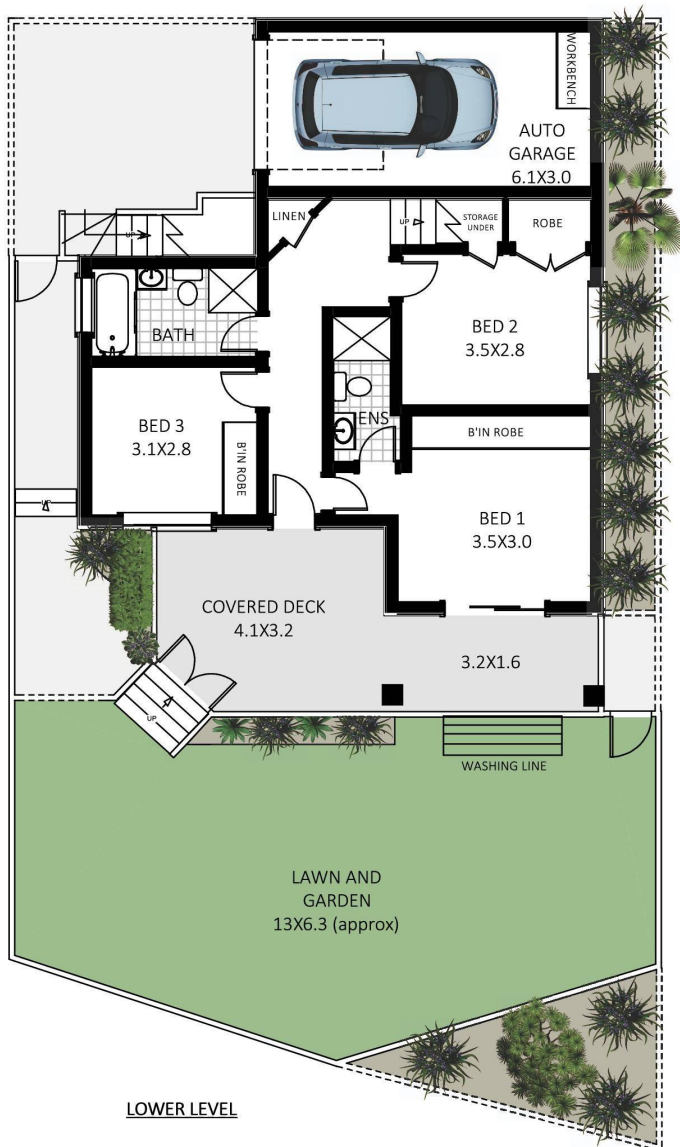 WORKBENCH
AUTO
GARAGE
6.1X3.0
LINEN
UP
STORAGE
UNDER
ROBE
UP
BATH
BED 2
3.5X2.8
BED 3
3.1X2.8
B'IN ROBE
ENS
B'IN ROBE
BED 1
3.5X3.0
UP
COVERED DECK
4.1X3.2
3.2X1.6
UP
WASHING LINE
LAWN AND
GARDEN
13X6.3 (approx)
LOWER LEVEL